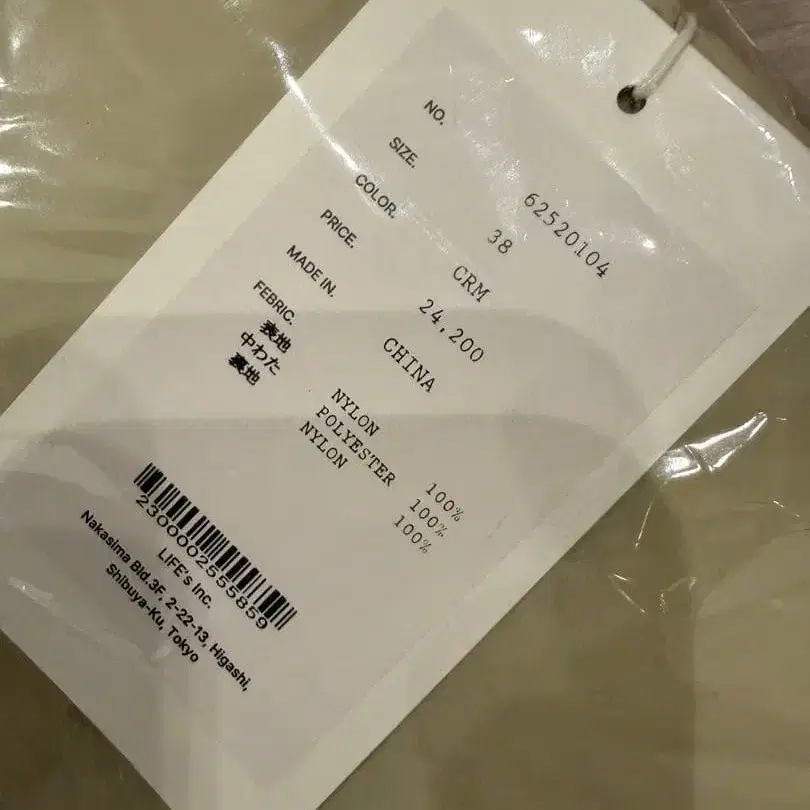 NO. 62520104
SIZE. 38
COLOR. CRM
PRICE. 24,200
MADE IN. CHINA
FEBRIC.
表地 NYLON 100%
中わた POLYESTER 100%
裏地 NYLON 100%
2300002555859
LIFE's Inc.
Nakasima Bld.3F, 2-22-13, Higashi,
Shibuya-Ku, Tokyo